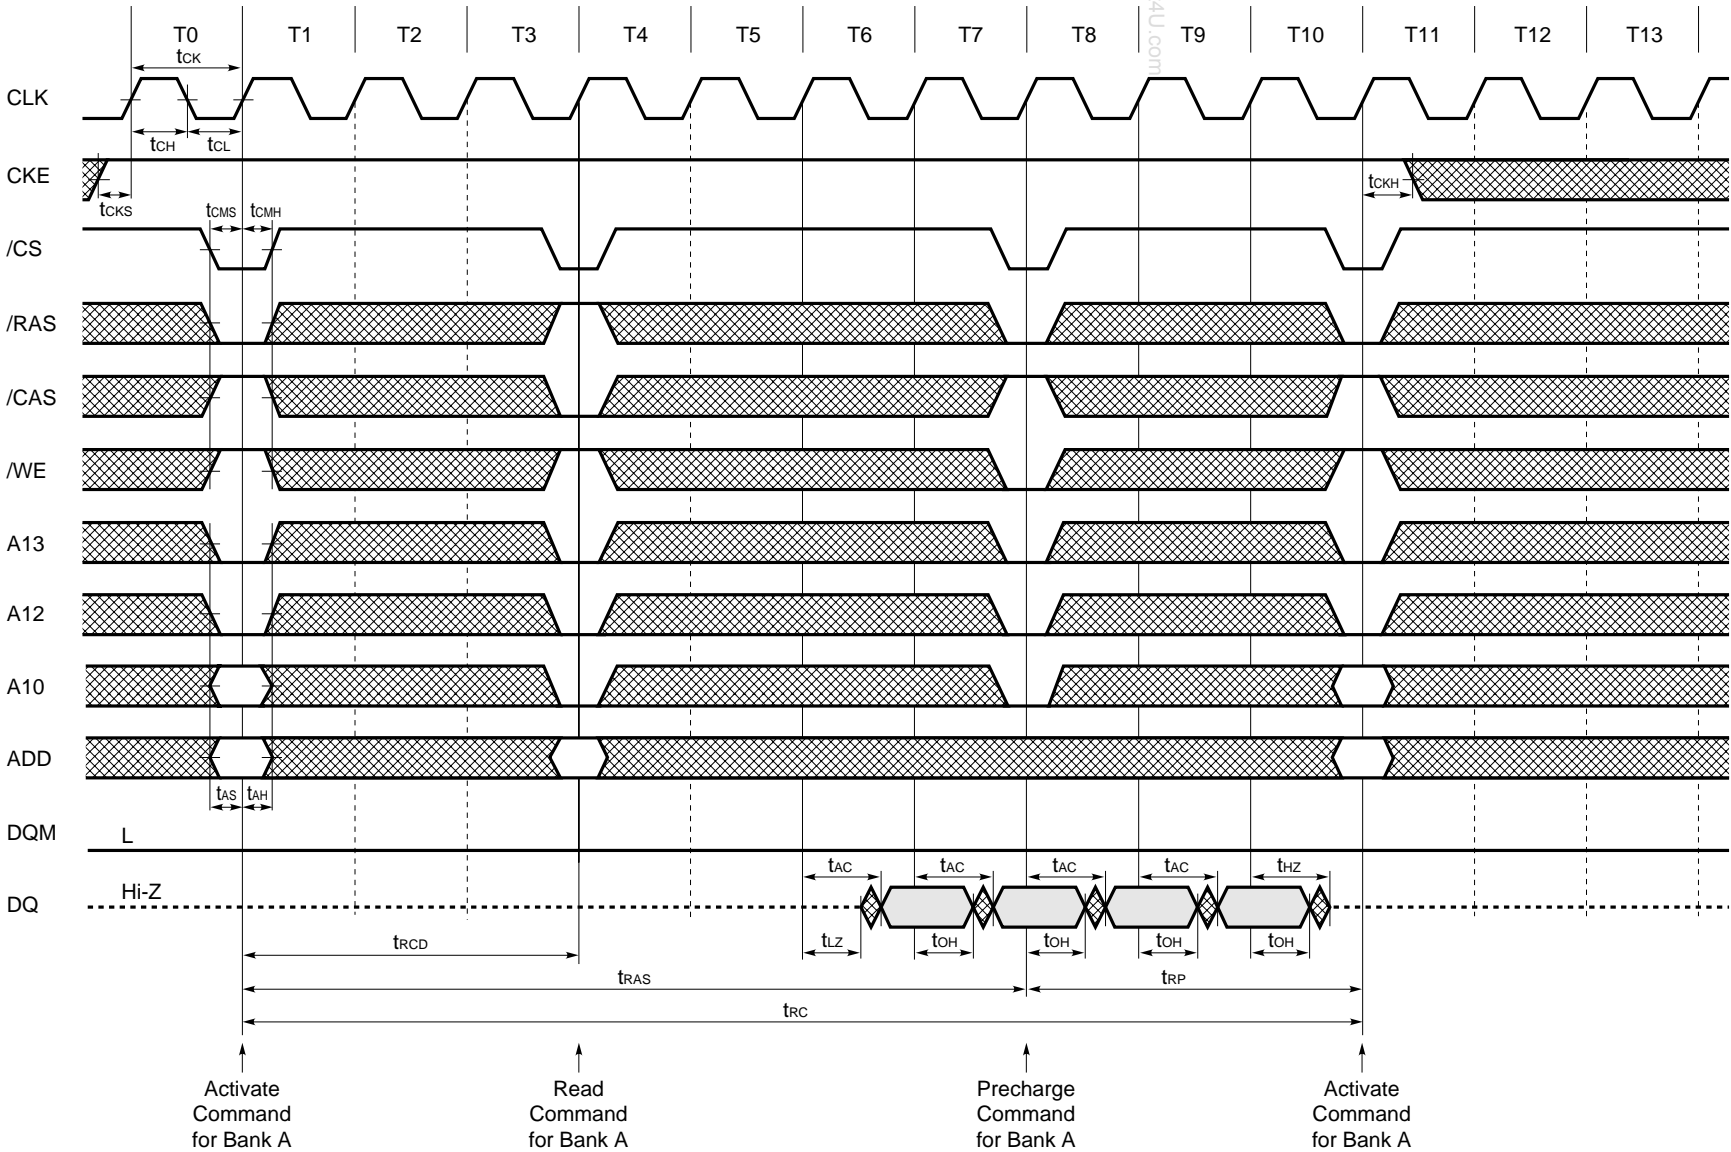 4U.com
T0 T1 T2 T3 T4 T5 T6 T7 T8 T9 T10 T11 T12 T13
tCK
CLK
tCH tCL
CKE
tCKS
tCKH
tCMS tCMH
/CS
/RAS
/CAS
/WE
A13
A12
A10
ADD
tAS tAH
DQM
L
tAC tAC tAC tAC tHZ
Hi-Z
DQ
tLZ tOH tOH tOH tOH
tRCD
tRAS tRP
tRC
Activate
Command
for Bank A
Read
Command
for Bank A
Precharge
Command
for Bank A
Activate
Command
for Bank A